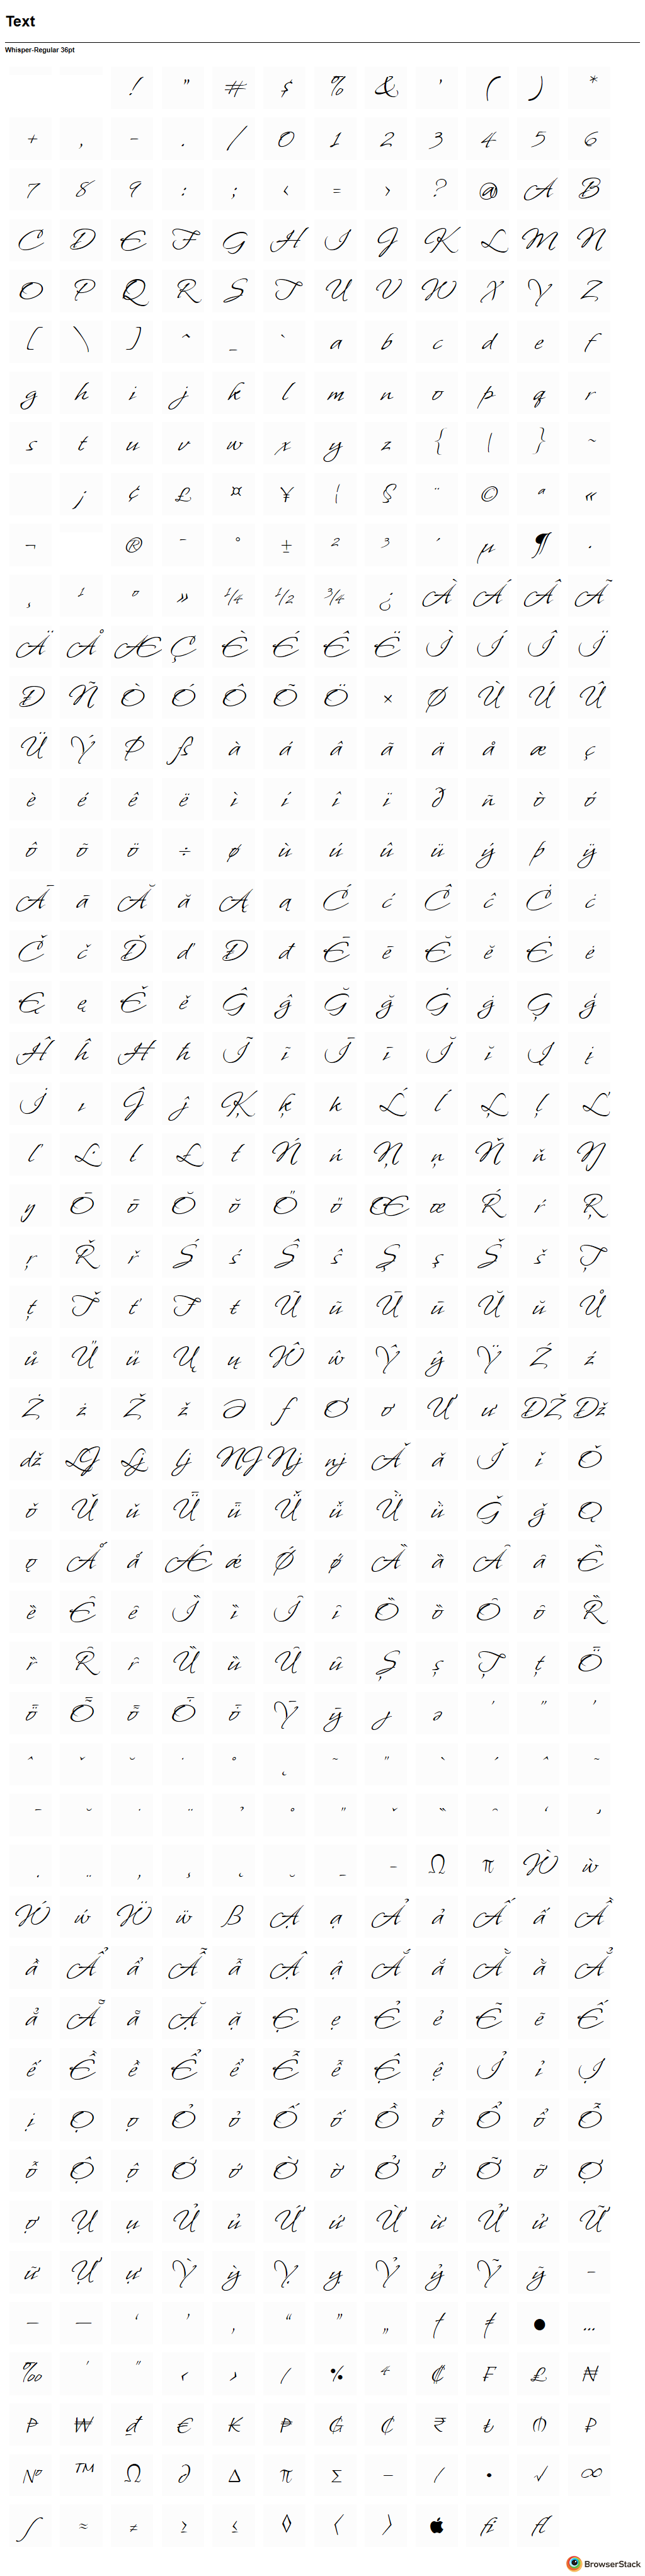 Text
Whisper-Regular 36pt
! " # $ % & ' ( ) *
+ , - . / 0 1 2 3 4 5 6
7 8 9 : ; < = > ? @ A B
C D E F G H I J K L M N
O P Q R S T U V W X Y Z
[ \ ] ^ _ ` a b c d e f
g h i j k l m n o p q r
s t u v w x y z { | } ~
¡ ¢ £ ¤ ¥ ¦ § ¨ © ª «
¬ ® ¯ ° ± ² ³ ´ µ ¶ ·
¸ ¹ º » ¼ ½ ¾ ¿ À Á Â Ã
Ä Å Æ Ç È É Ê Ë Ì Í Î Ï
Ð Ñ Ò Ó Ô Õ Ö × Ø Ù Ú Û
Ü Ý Þ ß à á â ã ä å æ ç
è é ê ë ì í î ï ð ñ ò ó
ô õ ö ÷ ø ù ú û ü ý þ ÿ
Ā ā Ă ă Ą ą Ć ć Ĉ ĉ Ċ ċ
Č č Ď ď Đ đ Ē ē Ĕ ĕ Ė ė
Ę ę Ě ě Ĝ ĝ Ğ ğ Ġ ġ Ģ ģ
Ĥ ĥ Ħ ħ Ĩ ĩ Ī ī Ĭ ĭ Į į
İ ı Ĵ ĵ Ķ ķ ĸ Ĺ ĺ Ļ ļ Ľ
ľ Ŀ ŀ Ł ł Ń ń Ņ ņ Ň ň Ŋ
ŋ Ō ō Ŏ ŏ Ő ő Œ œ Ŕ ŕ Ŗ
ŗ Ř ř Ś ś Ŝ ŝ Ş ş Š š Ţ
ţ Ť ť Ŧ ŧ Ũ ũ Ū ū Ŭ ŭ Ů
ů Ű ű Ų ų Ŵ ŵ Ŷ ŷ Ÿ Ź ź
Ż ż Ž ž Ə ƒ Ơ ơ Ư ư Ǆ ǅ
ǆ Ǉ ǈ ǉ Ǌ ǋ ǌ Ǎ ǎ Ǐ ǐ Ǒ
ǒ Ǔ ǔ Ǖ ǖ Ǚ ǚ Ǜ ǜ Ǧ ǧ Ǫ
ǫ Ǻ ǻ Ǽ ǽ Ǿ ǿ Ȁ ȁ Ȃ ȃ Ȅ
ȅ Ȇ ȇ Ȉ ȉ Ȋ ȋ Ȍ ȍ Ȏ ȏ Ȑ
ȑ Ȓ ȓ Ȕ ȕ Ȗ ȗ Ș ș Ț ț Ȫ
ȫ Ȭ ȭ Ȱ ȱ Ȳ ȳ ȷ ə
Ω π Ẁ ẁ
Ẃ ẃ Ẅ ẅ ẞ Ạ ạ Ả ả Ấ ấ Ầ
ầ Ẩ ẩ Ẫ ẫ Ậ ậ Ắ ắ Ằ ằ Ẳ
ẳ Ẵ ẵ Ặ ặ Ẹ ẹ Ẻ ẻ Ẽ ẽ Ế
ế Ề ề Ể ể Ễ ễ Ệ ệ Ỉ ỉ Ị
ị Ọ ọ Ỏ ỏ Ố ố Ồ ồ Ổ ổ Ỗ
ỗ Ộ ộ Ớ ớ Ờ ờ Ở ở Ỡ ỡ Ợ
ợ Ụ ụ Ủ ủ Ứ ứ Ừ ừ Ử ử Ữ
ữ Ự ự Ỳ ỳ Ỵ ỵ Ỷ ỷ Ỹ ỹ –
— ― ‘ ’ ‚ “ ” „ † ‡ • …
‰ ′ ″ ‹ › ⁄ % ⁴ ₡ ₣ ₤ ₦
₱ ₩ ₫ € ₭ ₱ ₲ ₵ ₹ ₺ ₼ ₽
№ ™ Ω ∂ ∆ π ∑ − ∕ ∙ √ ∞
∫ ≈ ≠ ≥ ≤ ◊ 〈 〉 fi fl
BrowserStack